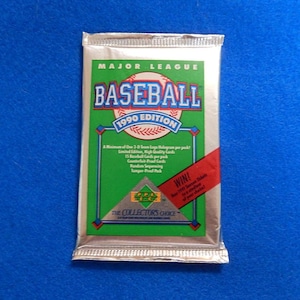 MAJOR LEAGUE
BASEBALL
1990 EDITION
A Minimum of One 3-D Team Logo Hologram per pack!
Limited Edition, High Quality Cards
15 Baseball Cards per pack
Counterfeit-Proof Cards
Random Sequencing
Tamper-Proof Pack
WIN!
THE COLLECTOR'S CHOICE